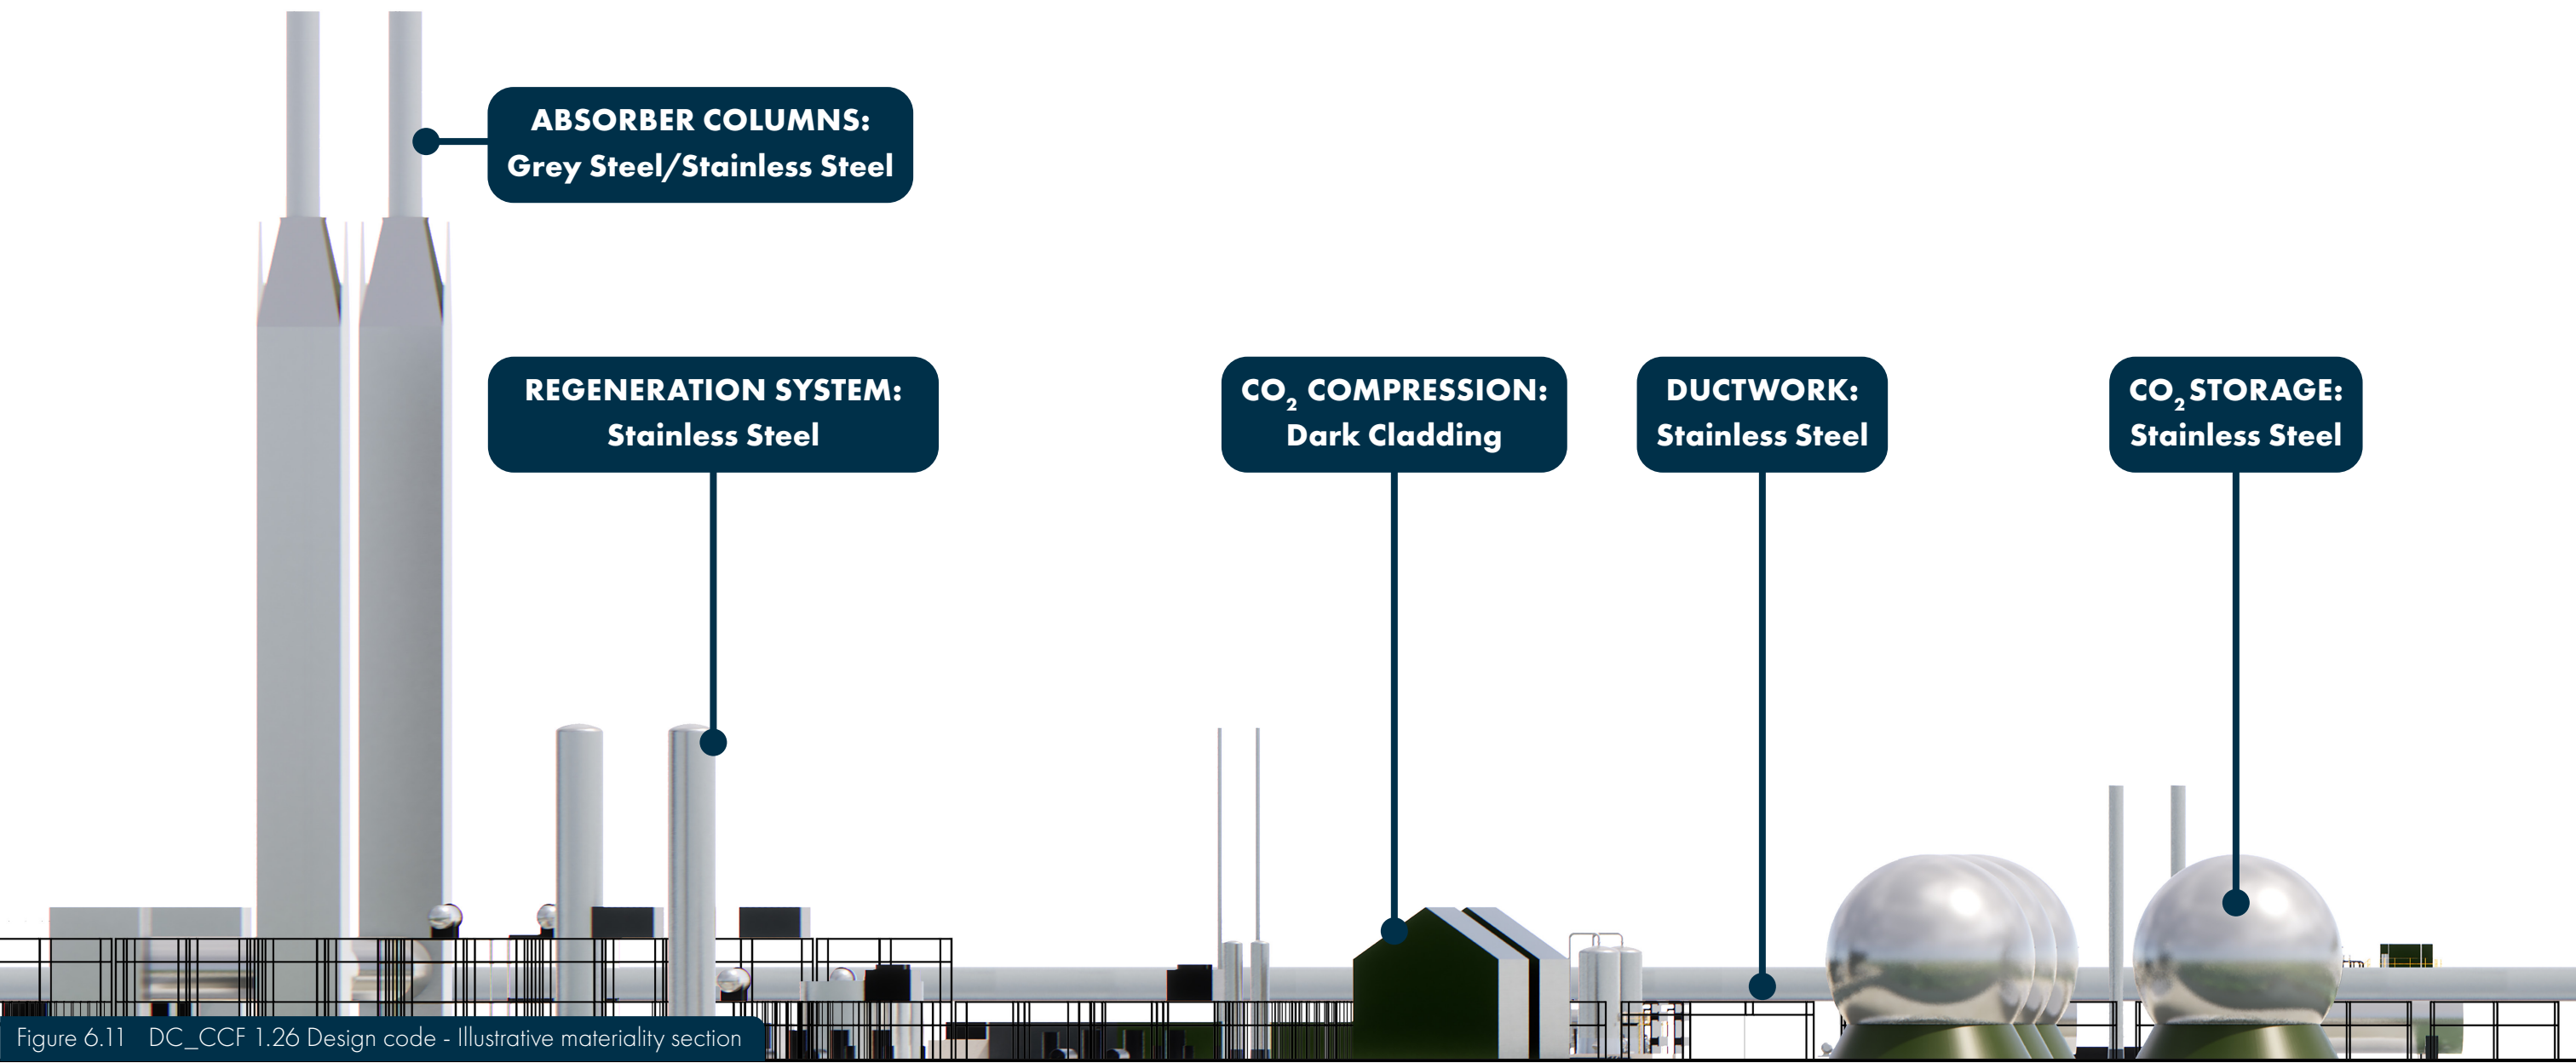 ABSORBER COLUMNS:
Grey Steel/Stainless Steel
REGENERATION SYSTEM:
Stainless Steel
CO₂ COMPRESSION:
Dark Cladding
DUCTWORK:
Stainless Steel
CO₂ STORAGE:
Stainless Steel
Figure 6.11 DC_CCF 1.26 Design code - Illustrative materiality section